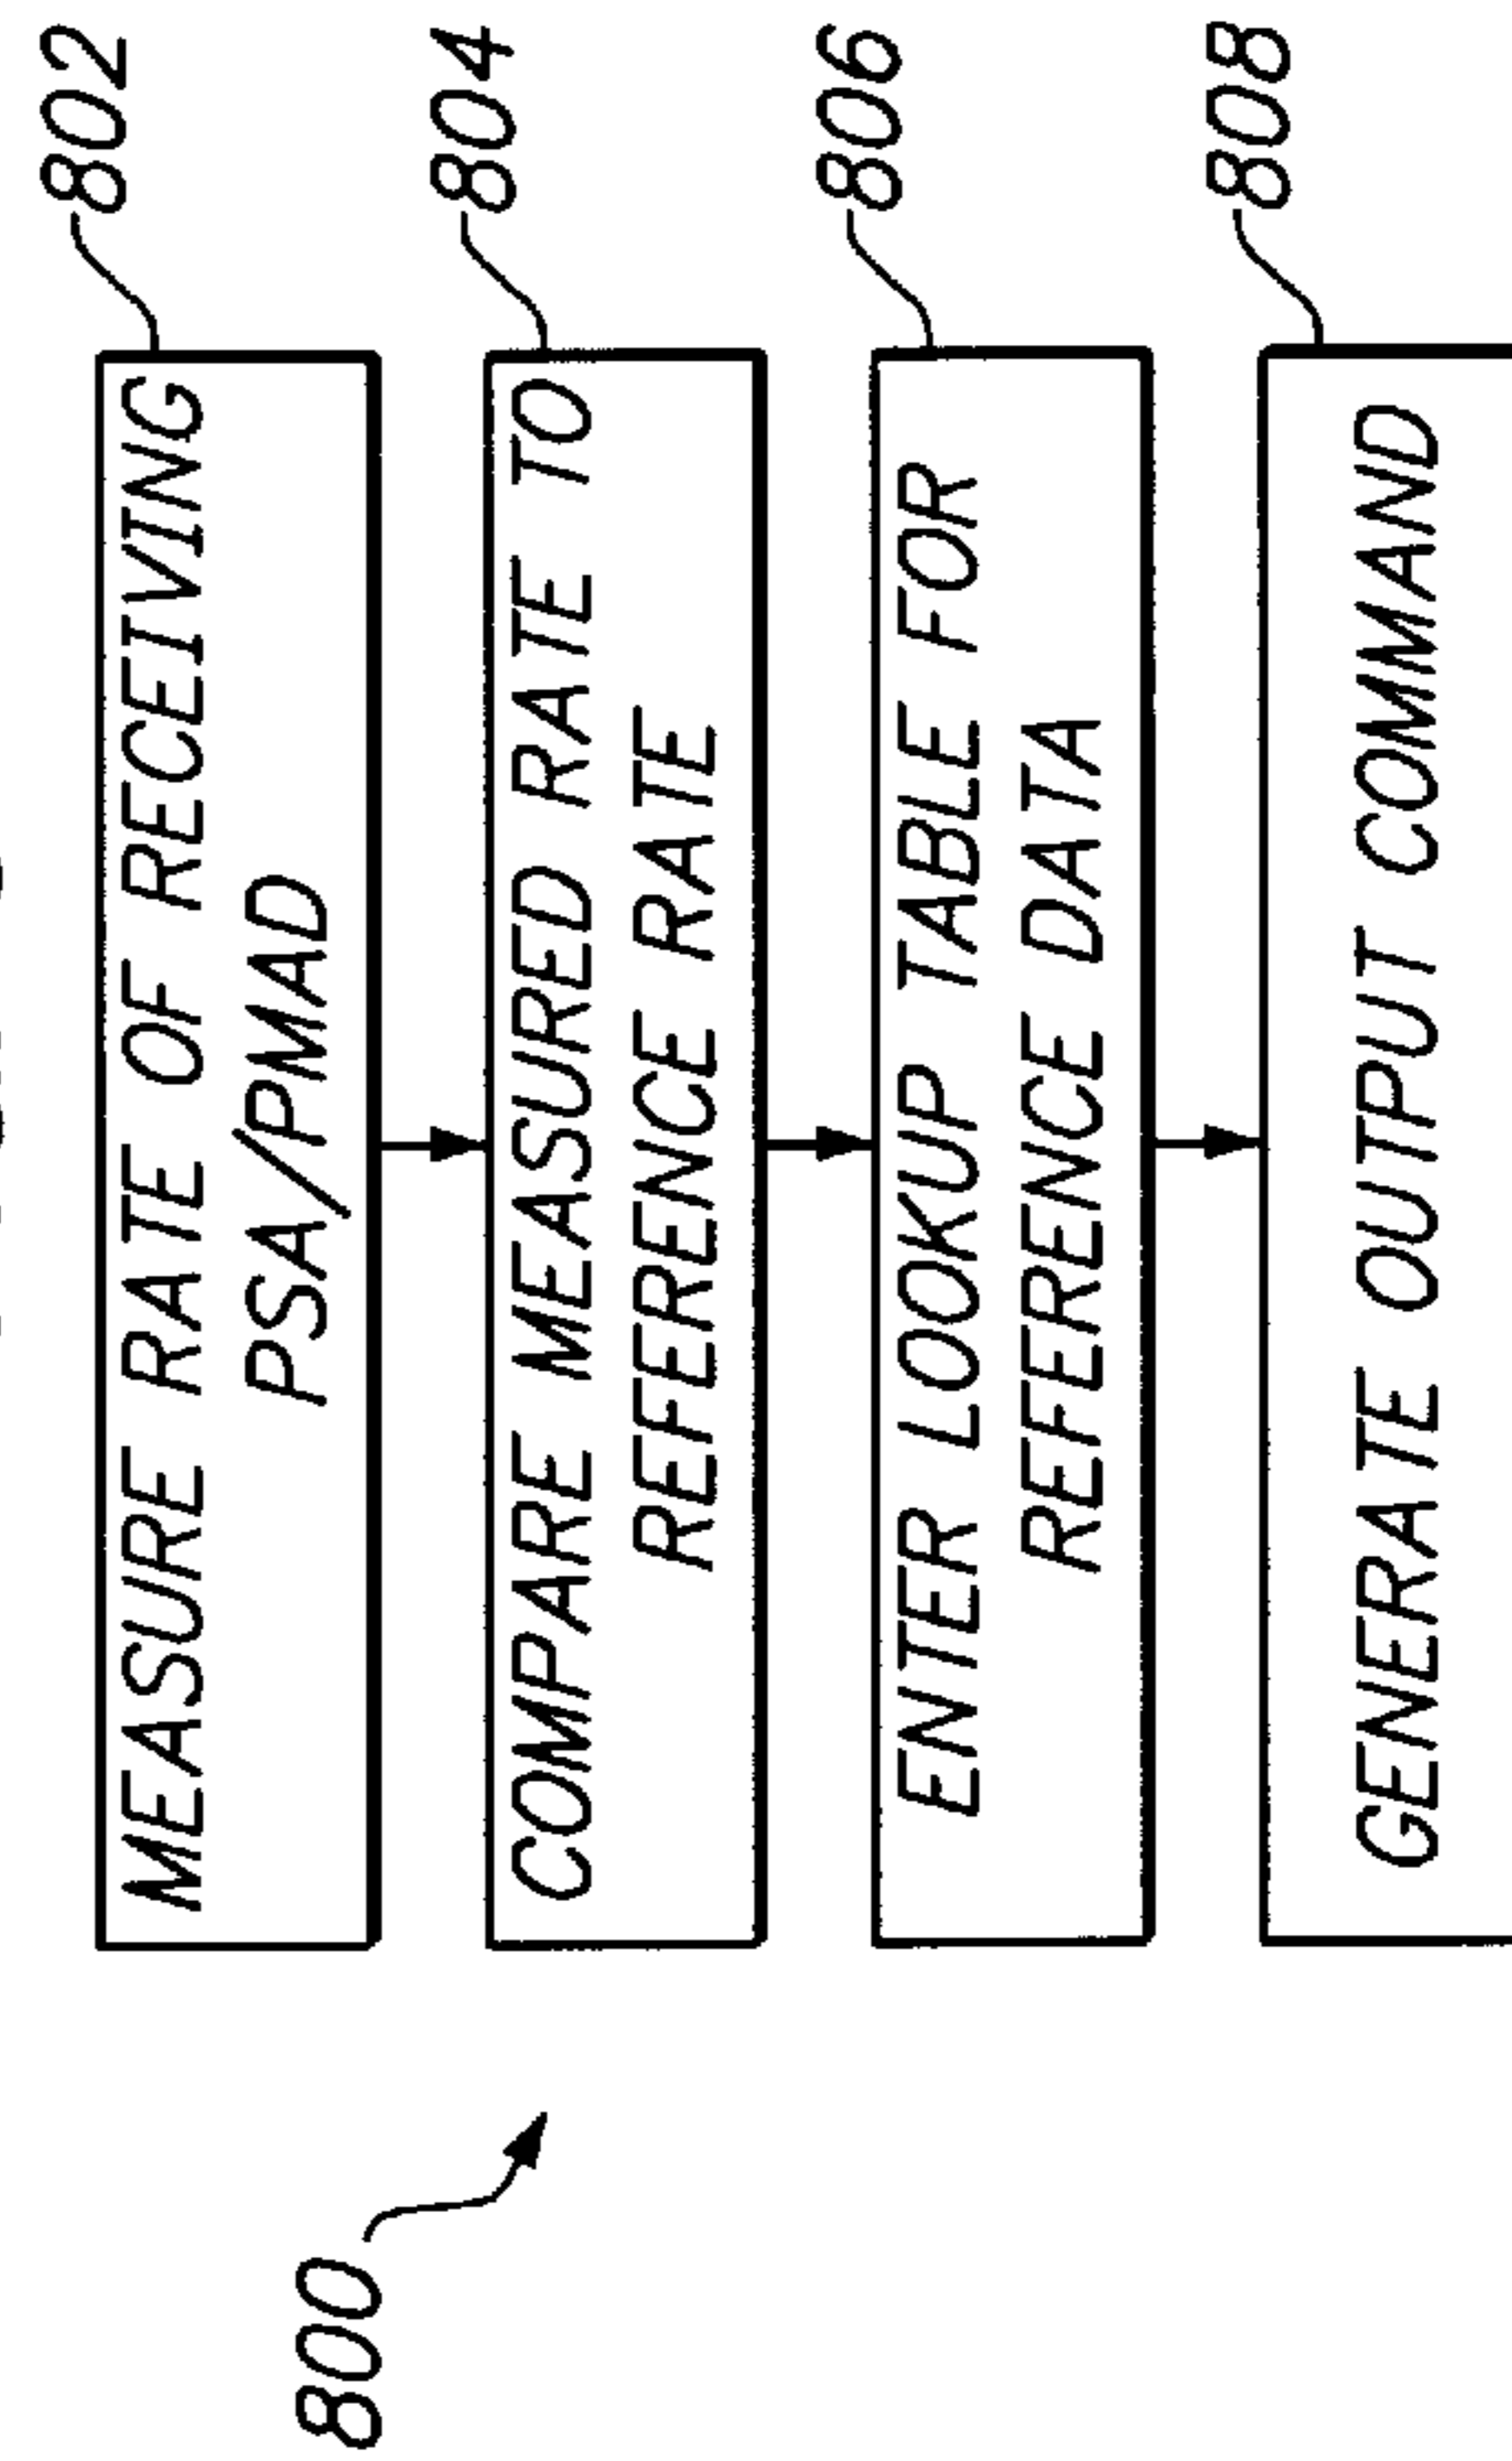 802
MEASURE RATE OF RECEIVING
PSA/PMAD
804
COMPARE MEASURED RATE TO
REFERENCE RATE
800
806
ENTER LOOKUP TABLE FOR
REFERENCE DATA
808
GENERATE OUTPUT COMMAND